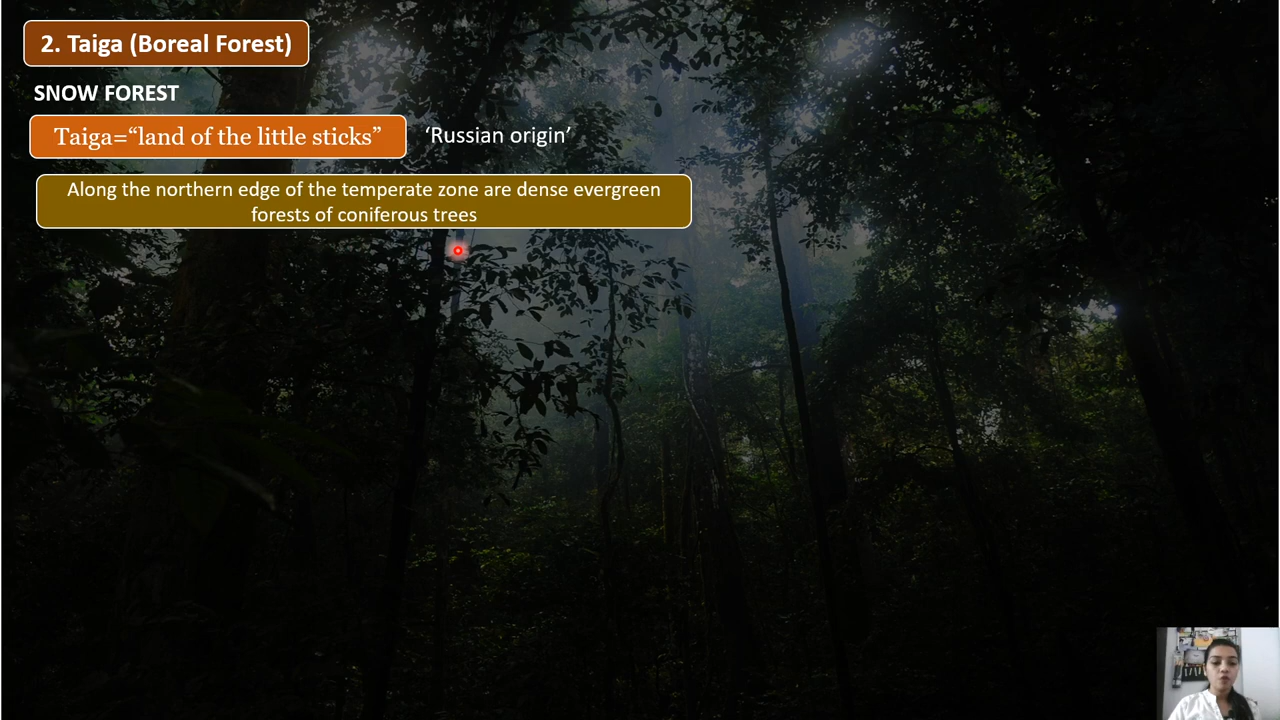 2. Taiga (Boreal Forest)
SNOW FOREST
Taiga=“land of the little sticks” ‘Russian origin’
Along the northern edge of the temperate zone are dense evergreen
forests of coniferous trees